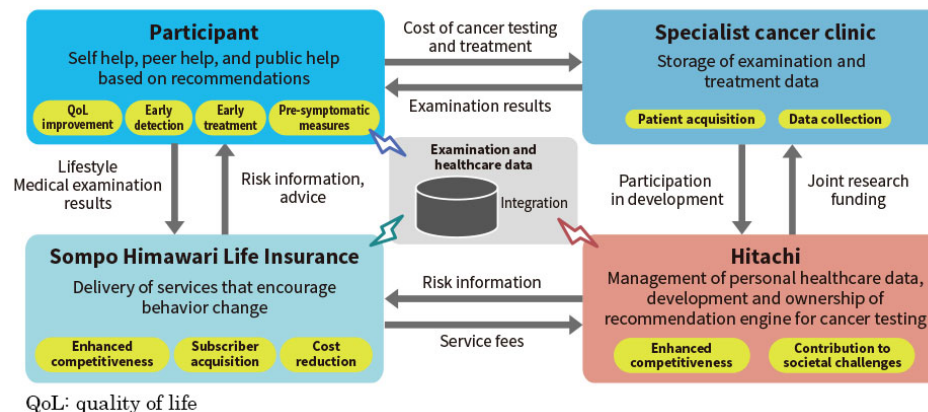 Participant
Self help, peer help, and public help
based on recommendations
QoL
improvement
Early
detection
Early
treatment
Pre-symptomatic
measures
Cost of cancer testing
and treatment
Examination results
Specialist cancer clinic
Storage of examination and
treatment data
Patient acquisition
Data collection
Lifestyle
Medical examination
results
Risk information,
advice
Examination and
healthcare data
Integration
Participation
in development
Joint research
funding
Sompo Himawari Life Insurance
Delivery of services that encourage
behavior change
Enhanced
competitiveness
Subscriber
acquisition
Cost
reduction
Risk information
Service fees
Hitachi
Management of personal healthcare data,
development and ownership of
recommendation engine for cancer testing
Enhanced
competitiveness
Contribution to
societal challenges
QoL: quality of life